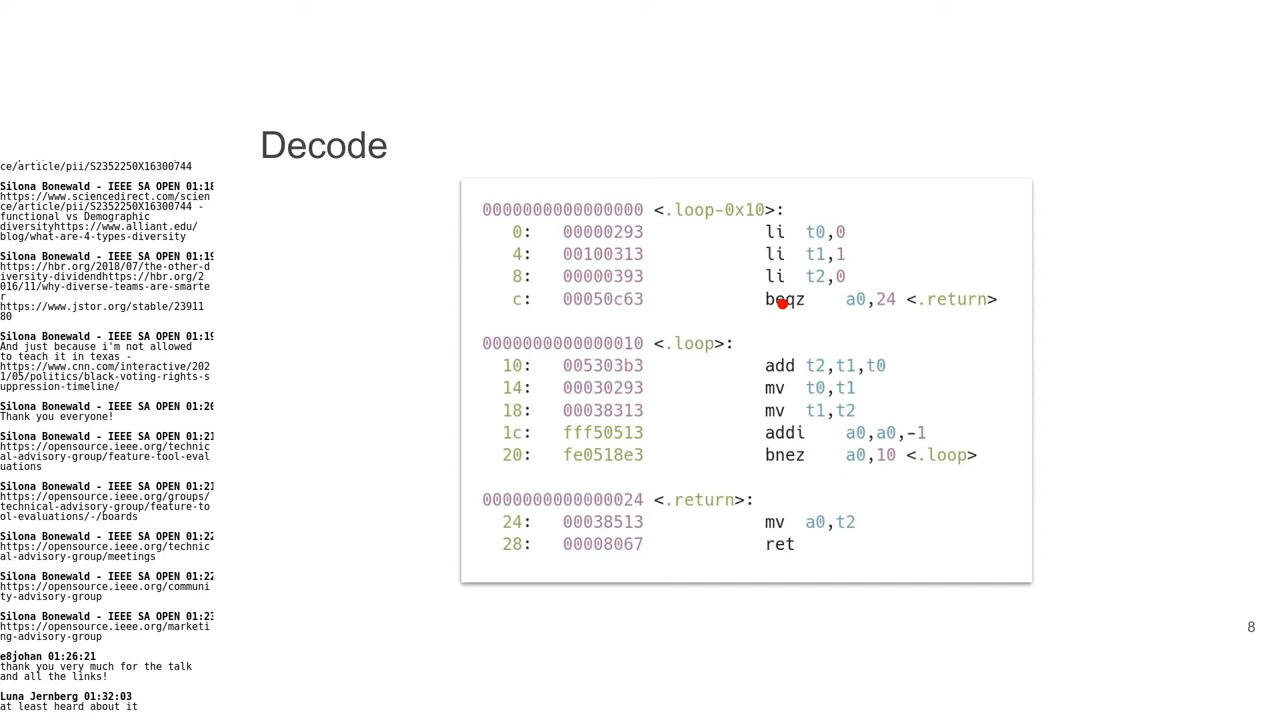 Decode
0000000000000000 <.loop-0x10>:
0: 00000293 li t0,0
4: 00100313 li t1,1
8: 00000393 li t2,0
c: 00050c63 beqz a0,24 <.return>
0000000000000010 <.loop>:
10: 005303b3 add t2,t1,t0
14: 00030293 mv t0,t1
18: 00038313 mv t1,t2
1c: fff50513 addi a0,a0,-1
20: fe0518e3 bnez a0,10 <.loop>
0000000000000024 <.return>:
24: 00038513 mv a0,t2
28: 00008067 ret
8
ce/article/pii/S2352250X16300744
Silona Bonewald - IEEE SA OPEN 01:18
https://www.sciencedirect.com/scien
ce/article/pii/S2352250X16300744 -
functional vs Demographic
diversityhttps://www.alliant.edu/
blog/what-are-4-types-diversity
Silona Bonewald - IEEE SA OPEN 01:19
https://hbr.org/2018/07/the-other-d
iversity-dividendhttps://hbr.org/2
016/11/why-diverse-teams-are-smarte
r
https://www.jstor.org/stable/23911
80
Silona Bonewald - IEEE SA OPEN 01:19
And just because i'm not allowed
to teach it in texas -
https://www.cnn.com/interactive/202
1/05/politics/black-voting-rights-s
uppression-timeline/
Silona Bonewald - IEEE SA OPEN 01:20
Thank you everyone!
Silona Bonewald - IEEE SA OPEN 01:21
https://opensource.ieee.org/technic
al-advisory-group/feature-tool-eval
uations
Silona Bonewald - IEEE SA OPEN 01:21
https://opensource.ieee.org/groups/
technical-advisory-group/feature-to
ol-evaluations/-/boards
Silona Bonewald - IEEE SA OPEN 01:22
https://opensource.ieee.org/technic
al-advisory-group/meetings
Silona Bonewald - IEEE SA OPEN 01:22
https://opensource.ieee.org/communi
ty-advisory-group
Silona Bonewald - IEEE SA OPEN 01:23
https://opensource.ieee.org/marketi
ng-advisory-group
e8johan 01:26:21
thank you very much for the talk
and all the links!
Luna Jernberg 01:32:03
at least heard about it